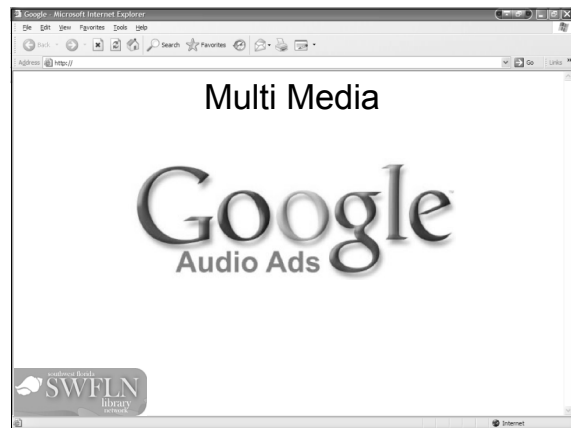 Google - Microsoft Internet Explorer
File Edit View Favorites Tools Help
Back Search Favorites
Address http:// Go Links »
Multi Media
Google™
Audio Ads
southwest florida
SWFLN
library
network
Internet